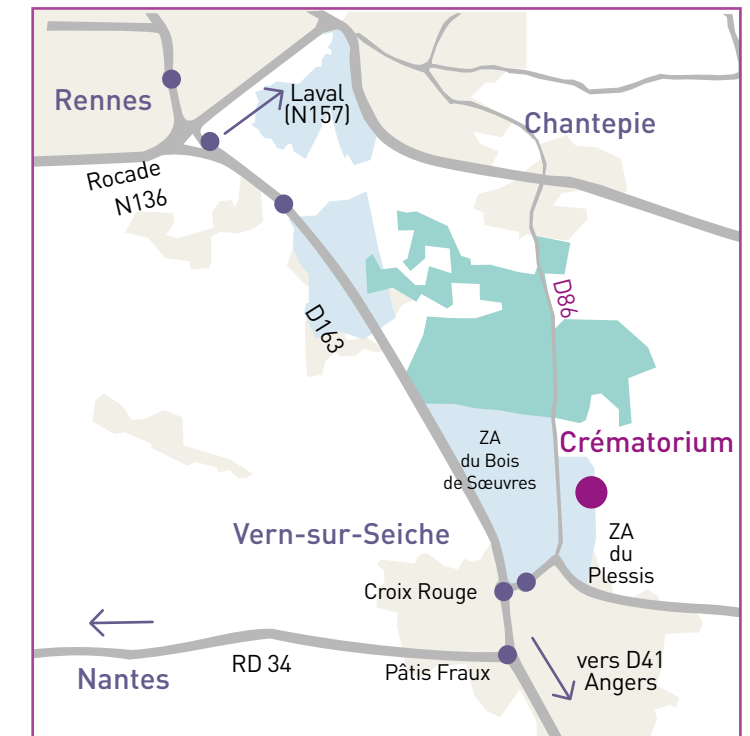 Rennes
Laval
(N157)
Chantepie
Rocade
N136
D86
D163
ZA
du Bois
de Sœuvres
Crématorium
Vern-sur-Seiche
ZA
du
Plessis
Croix Rouge
RD 34
Nantes
Pâtis Fraux
vers D41
Angers